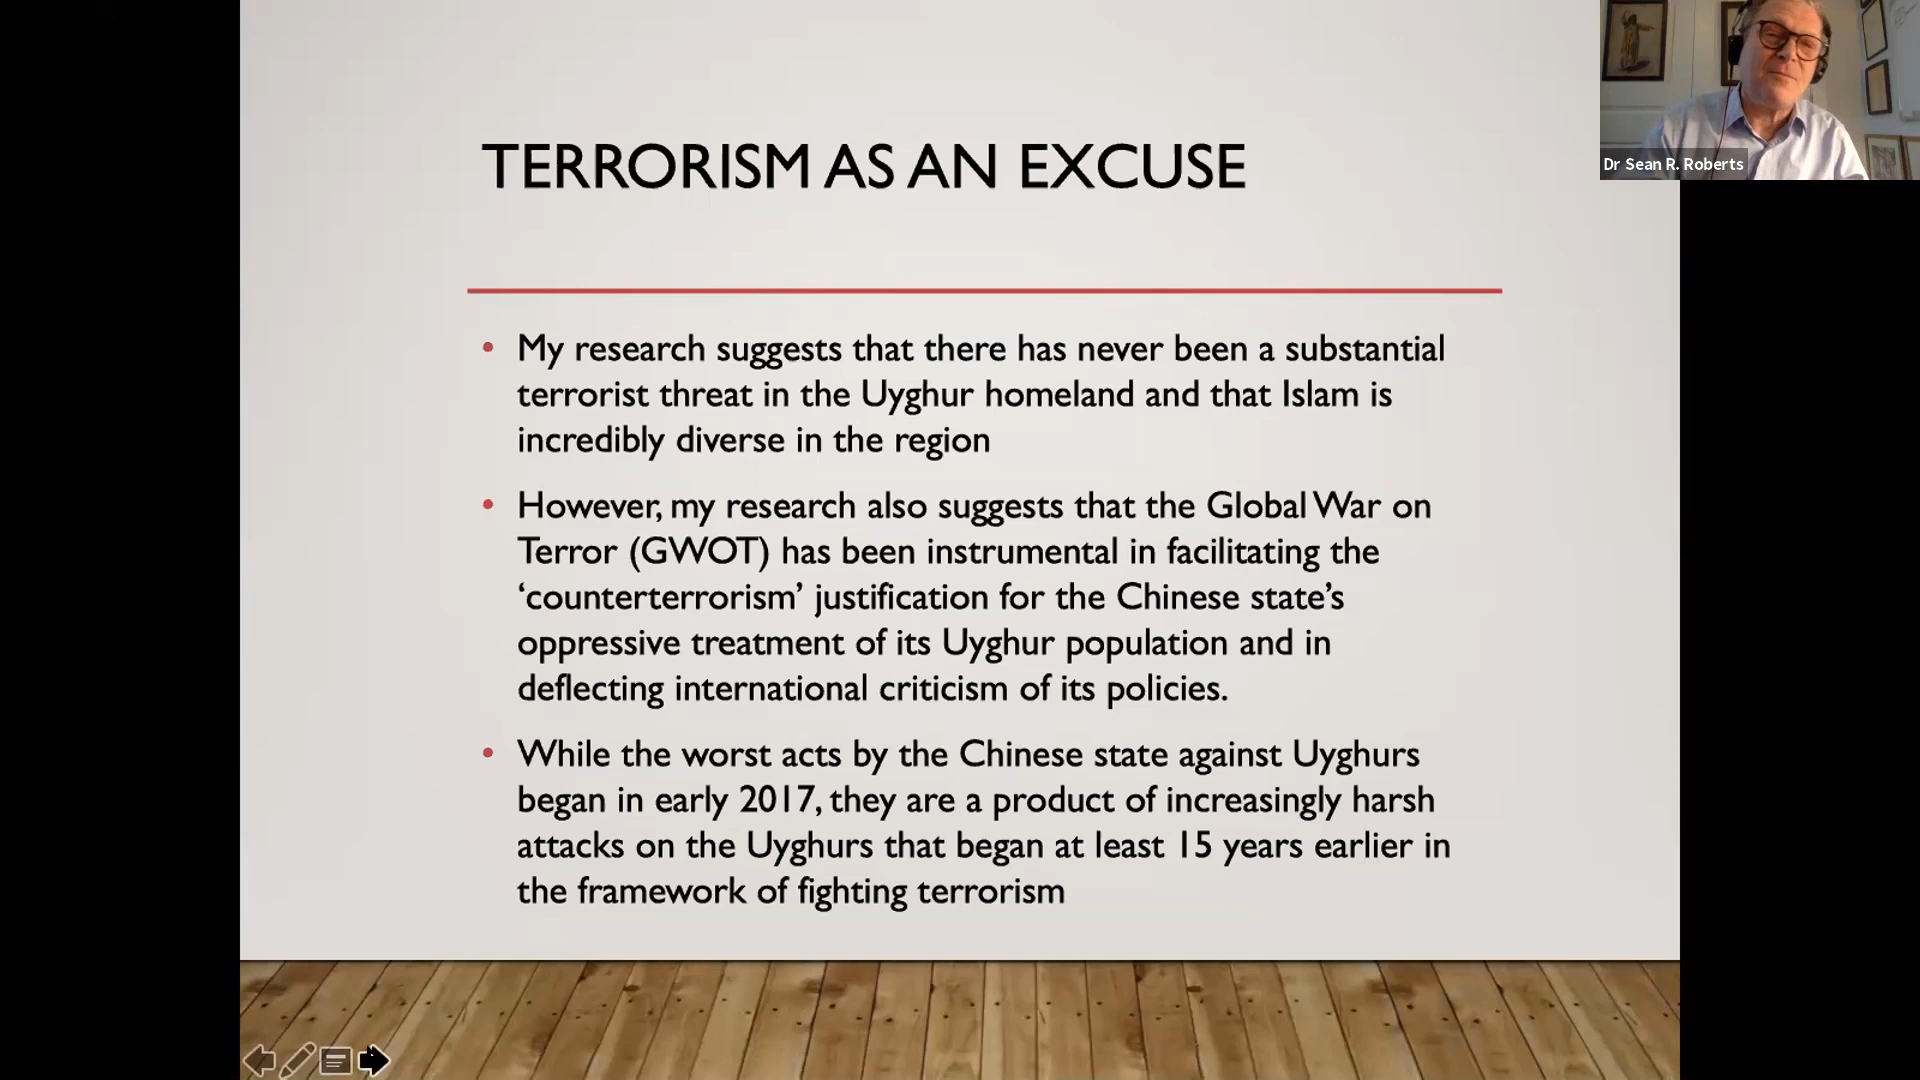 TERRORISM AS AN EXCUSE
Dr Sean R. Roberts
• My research suggests that there has never been a substantial
terrorist threat in the Uyghur homeland and that Islam is
incredibly diverse in the region
• However, my research also suggests that the Global War on
Terror (GWOT) has been instrumental in facilitating the
‘counterterrorism’ justification for the Chinese state’s
oppressive treatment of its Uyghur population and in
deflecting international criticism of its policies.
• While the worst acts by the Chinese state against Uyghurs
began in early 2017, they are a product of increasingly harsh
attacks on the Uyghurs that began at least 15 years earlier in
the framework of fighting terrorism